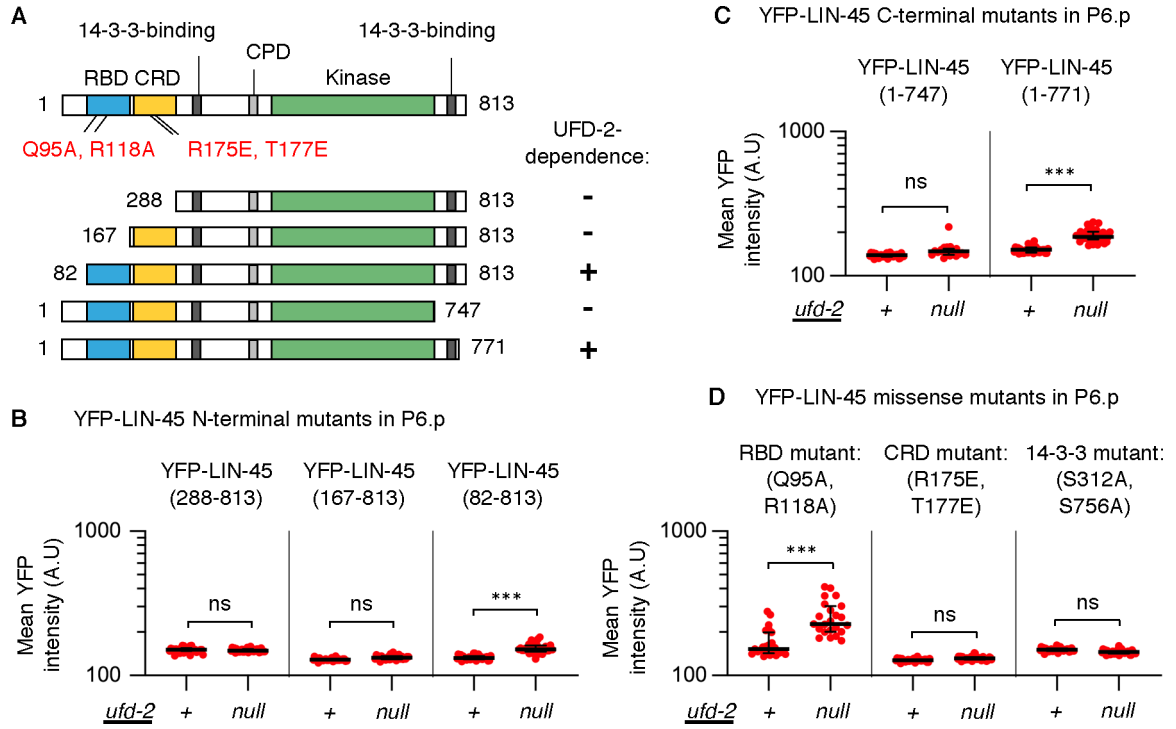 A
14-3-3-binding
14-3-3-binding
CPD
RBD CRD
Kinase
1
813
Q95A, R118A
R175E, T177E
UFD-2-
dependence:
288
813
-
167
813
-
82
813
+
1
747
-
1
771
+
B
YFP-LIN-45 N-terminal mutants in P6.p
YFP-LIN-45
(288-813)
YFP-LIN-45
(167-813)
YFP-LIN-45
(82-813)
Mean YFP
intensity (A.U)
1000
100
ns
ns
***
ufd-2
+ null + null + null
C
YFP-LIN-45 C-terminal mutants in P6.p
YFP-LIN-45
(1-747)
YFP-LIN-45
(1-771)
Mean YFP
intensity (A.U)
1000
100
ns
***
ufd-2
+ null + null
D
YFP-LIN-45 missense mutants in P6.p
RBD mutant:
(Q95A,
R118A)
CRD mutant:
(R175E,
T177E)
14-3-3 mutant:
(S312A,
S756A)
Mean YFP
intensity (A.U)
1000
100
***
ns
ns
ufd-2
+ null + null + null